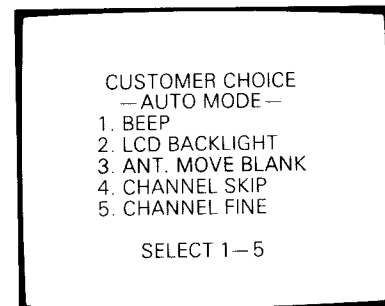 CUSTOMER CHOICE
—AUTO MODE—
1. BEEP
2. LCD BACKLIGHT
3. ANT. MOVE BLANK
4. CHANNEL SKIP
5. CHANNEL FINE
SELECT 1—5